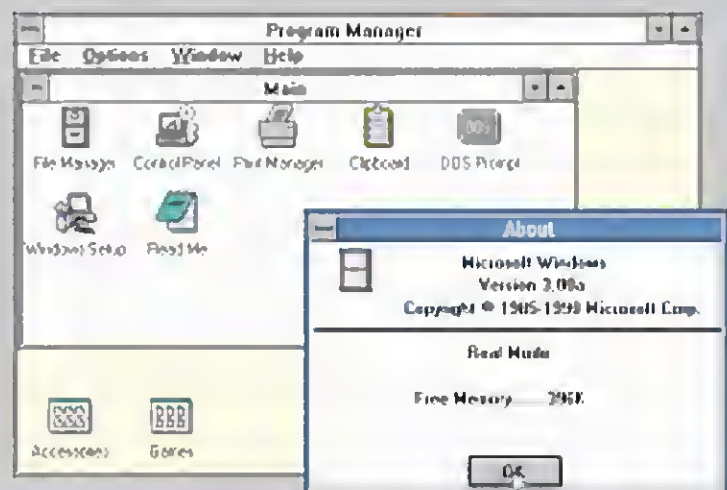 Program Manager
File Options Window Help
Main
File Manager Control Panel Print Manager Clipboard DOS Prompt
Windows Setup Read Me
About
Microsoft Windows
Version 3.00a
Copyright © 1985-1990 Microsoft Corp.
Real Mode
Free Memory
OK
Accessories Games